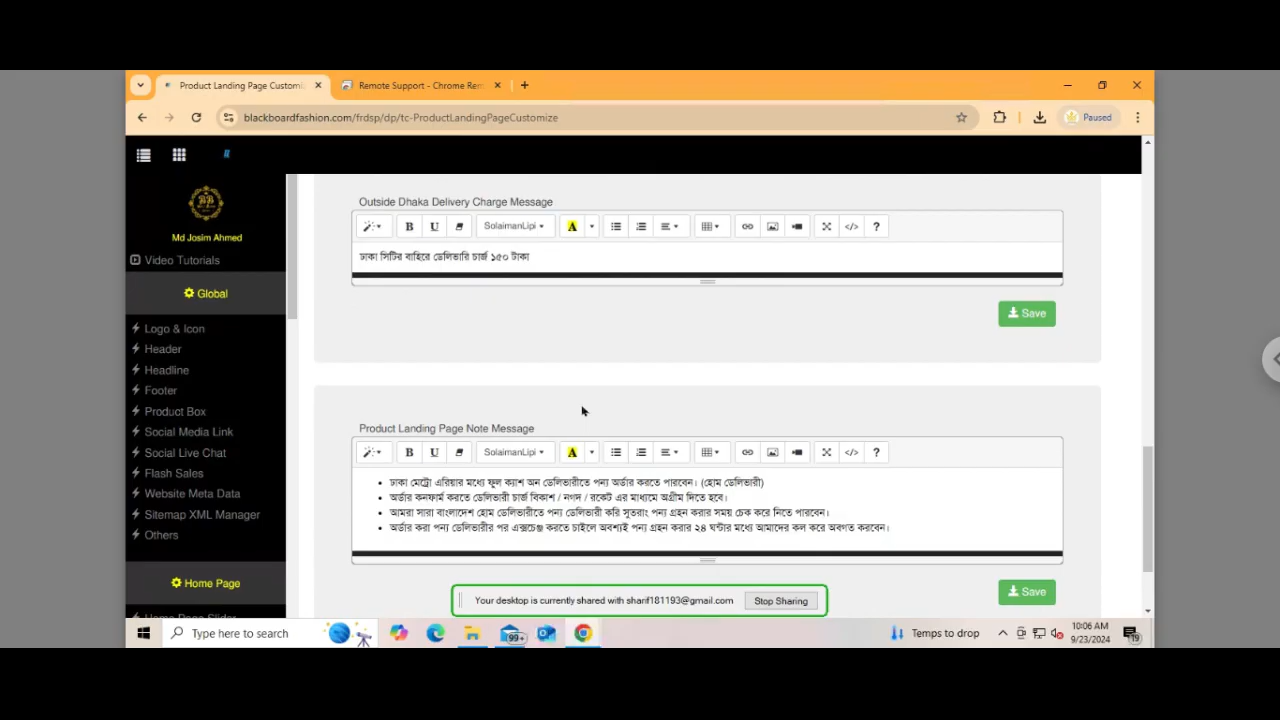 Product Landing Page Customi
Remote Support - Chrome Rem
blackboardfashion.com/frdsp/dp/tc-ProductLandingPageCustomize
Paused
Md Josim Ahmed
Video Tutorials
Global
Logo & Icon
Header
Headline
Footer
Product Box
Social Media Link
Social Live Chat
Flash Sales
Website Meta Data
Sitemap XML Manager
Others
Home Page
Home Page Slider
Outside Dhaka Delivery Charge Message
B U SolaimanLipi A </> ?
ঢাকা সিটির বাহিরে ডেলিভারি চার্জ ১৫০ টাকা
Save
Product Landing Page Note Message
B U SolaimanLipi A </> ?
ঢাকা মেট্রো এরিয়ার মধ্যে ফুল ক্যাশ অন ডেলিভারীতে পন্য অর্ডার করতে পারবেন। (হোম ডেলিভারী)
অর্ডার কনফার্ম করতে ডেলিভারী চার্জ বিকাশ / নগদ / রকেট এর মাধ্যমে অগ্রীম দিতে হবে।
আমরা সারা বাংলাদেশ হোম ডেলিভারীতে পন্য ডেলিভারী করি সুতরাং পন্য গ্রহন করার সময় চেক করে নিতে পারবেন।
অর্ডার করা পন্য ডেলিভারীর পর এক্সচেঞ্জ করতে চাইলে অবশ্যই পন্য গ্রহন করার ২৪ ঘন্টার মধ্যে আমাদের কল করে অবগত করবেন।
Save
Your desktop is currently shared with sharif181193@gmail.com
Stop Sharing
Type here to search
99+
Temps to drop
10:06 AM
9/23/2024
19